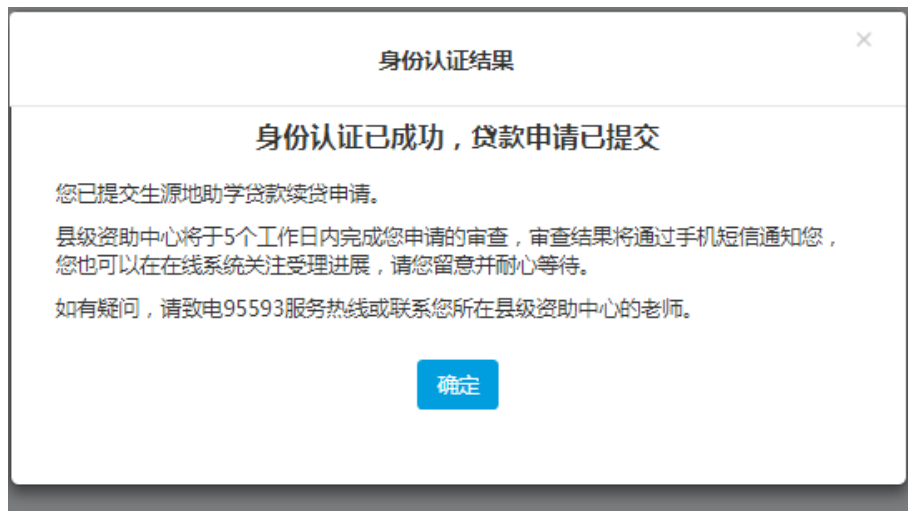 身份认证结果
×
身份认证已成功，贷款申请已提交
您已提交生源地助学贷款续贷申请。
县级资助中心将于5个工作日内完成您申请的审查，审查结果将通过手机短信通知您，
您也可以在在线系统关注受理进展，请您留意并耐心等待。
如有疑问，请致电95593服务热线或联系您所在县级资助中心的老师。
确定